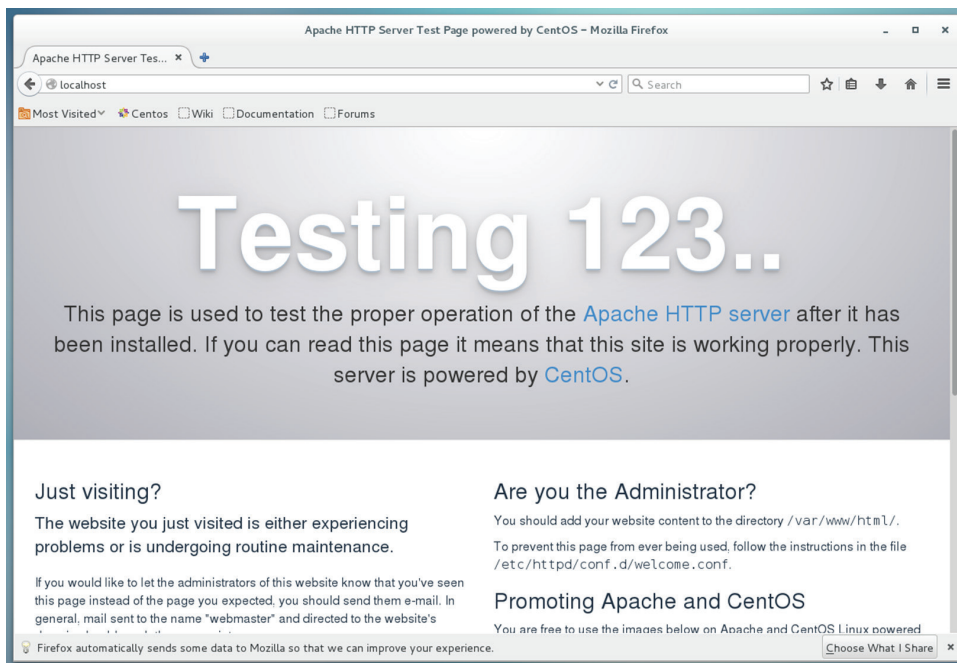 Apache HTTP Server Test Page powered by CentOS - Mozilla Firefox
Apache HTTP Server Tes...
localhost
Search
Most Visited
Centos
Wiki
Documentation
Forums
Testing 123..
This page is used to test the proper operation of the Apache HTTP server after it has
been installed. If you can read this page it means that this site is working properly. This
server is powered by CentOS.
Just visiting?
The website you just visited is either experiencing
problems or is undergoing routine maintenance.
If you would like to let the administrators of this website know that you've seen
this page instead of the page you expected, you should send them e-mail. In
general, mail sent to the name "webmaster" and directed to the website's
Are you the Administrator?
You should add your website content to the directory /var/www/html/.
To prevent this page from ever being used, follow the instructions in the file
/etc/httpd/conf.d/welcome.conf.
Promoting Apache and CentOS
You are free to use the images below on Apache and CentOS Linux powered
Firefox automatically sends some data to Mozilla so that we can improve your experience.
Choose What I Share